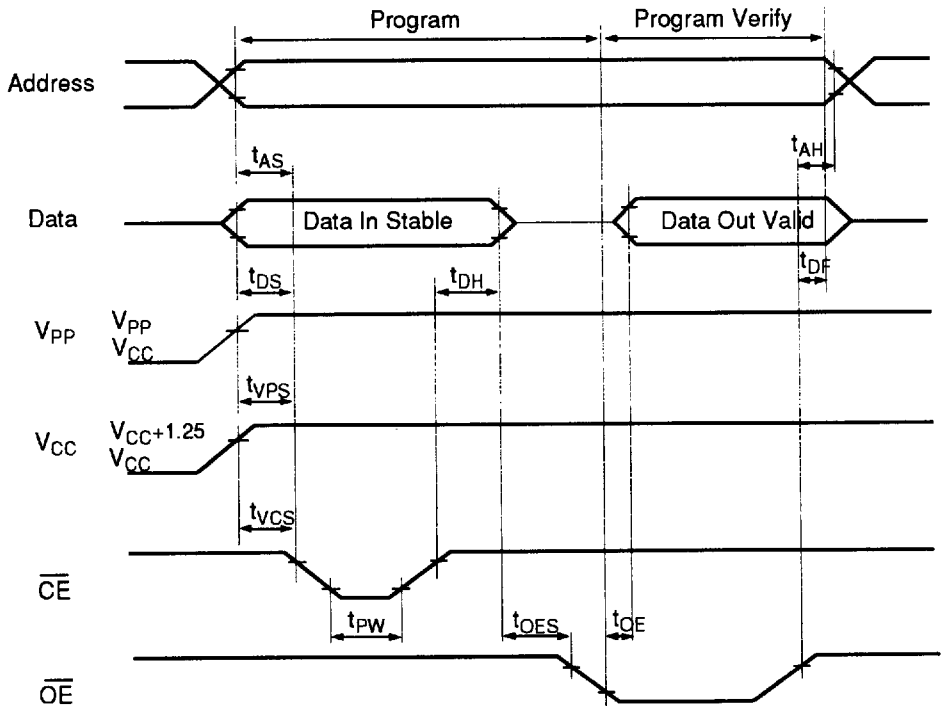 Program Program Verify
Address
tAS tAH
Data Data In Stable Data Out Valid
tDS tDH tDF
VPP VPP
VCC
tVPS
VCC VCC+1.25
VCC
tVCS
CE
tPW tOES tOE
OE